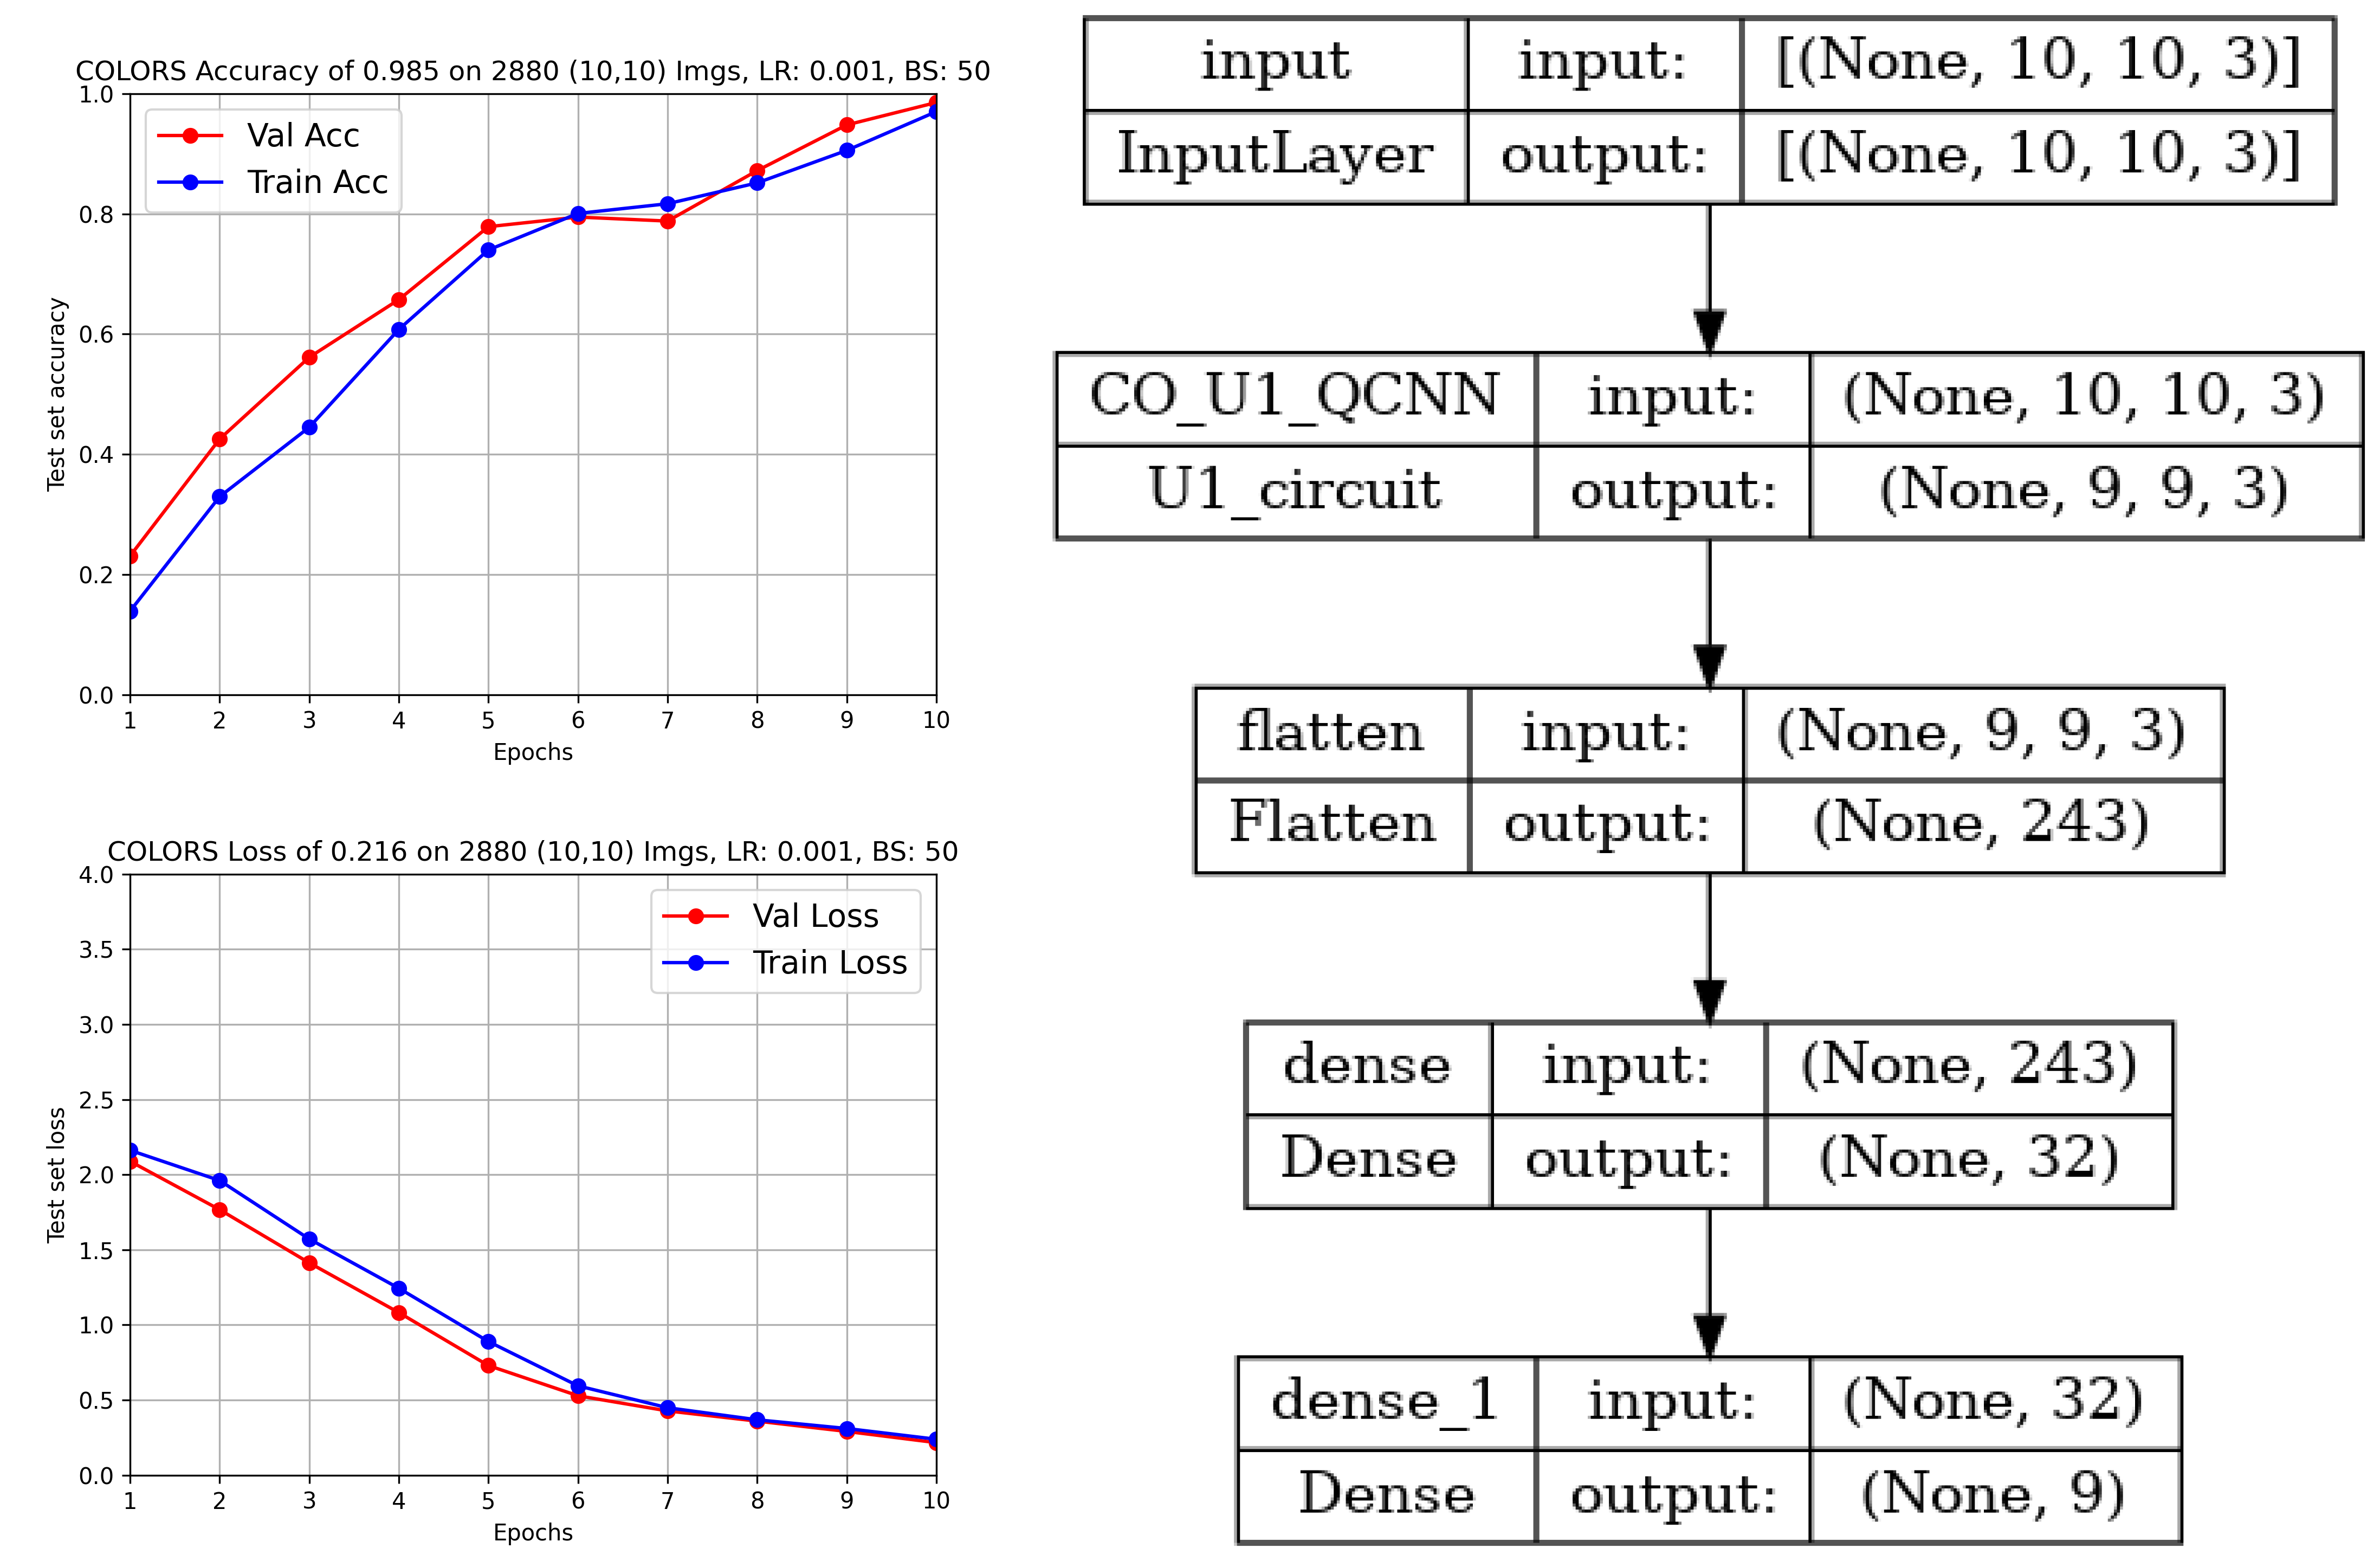 COLORS Accuracy of 0.985 on 2880 (10,10) Imgs, LR: 0.001, BS: 50
1.0
0.8
0.6
0.4
0.2
0.0
Test set accuracy
Val Acc
Train Acc
1 2 3 4 5 6 7 8 9 10
Epochs
COLORS Loss of 0.216 on 2880 (10,10) Imgs, LR: 0.001, BS: 50
4.0
3.5
3.0
2.5
2.0
1.5
1.0
0.5
0.0
Test set loss
Val Loss
Train Loss
1 2 3 4 5 6 7 8 9 10
Epochs
input input: [(None, 10, 10, 3)]
InputLayer output: [(None, 10, 10, 3)]
CO_U1_QCNN input: (None, 10, 10, 3)
U1_circuit output: (None, 9, 9, 3)
flatten input: (None, 9, 9, 3)
Flatten output: (None, 243)
dense input: (None, 243)
Dense output: (None, 32)
dense_1 input: (None, 32)
Dense output: (None, 9)